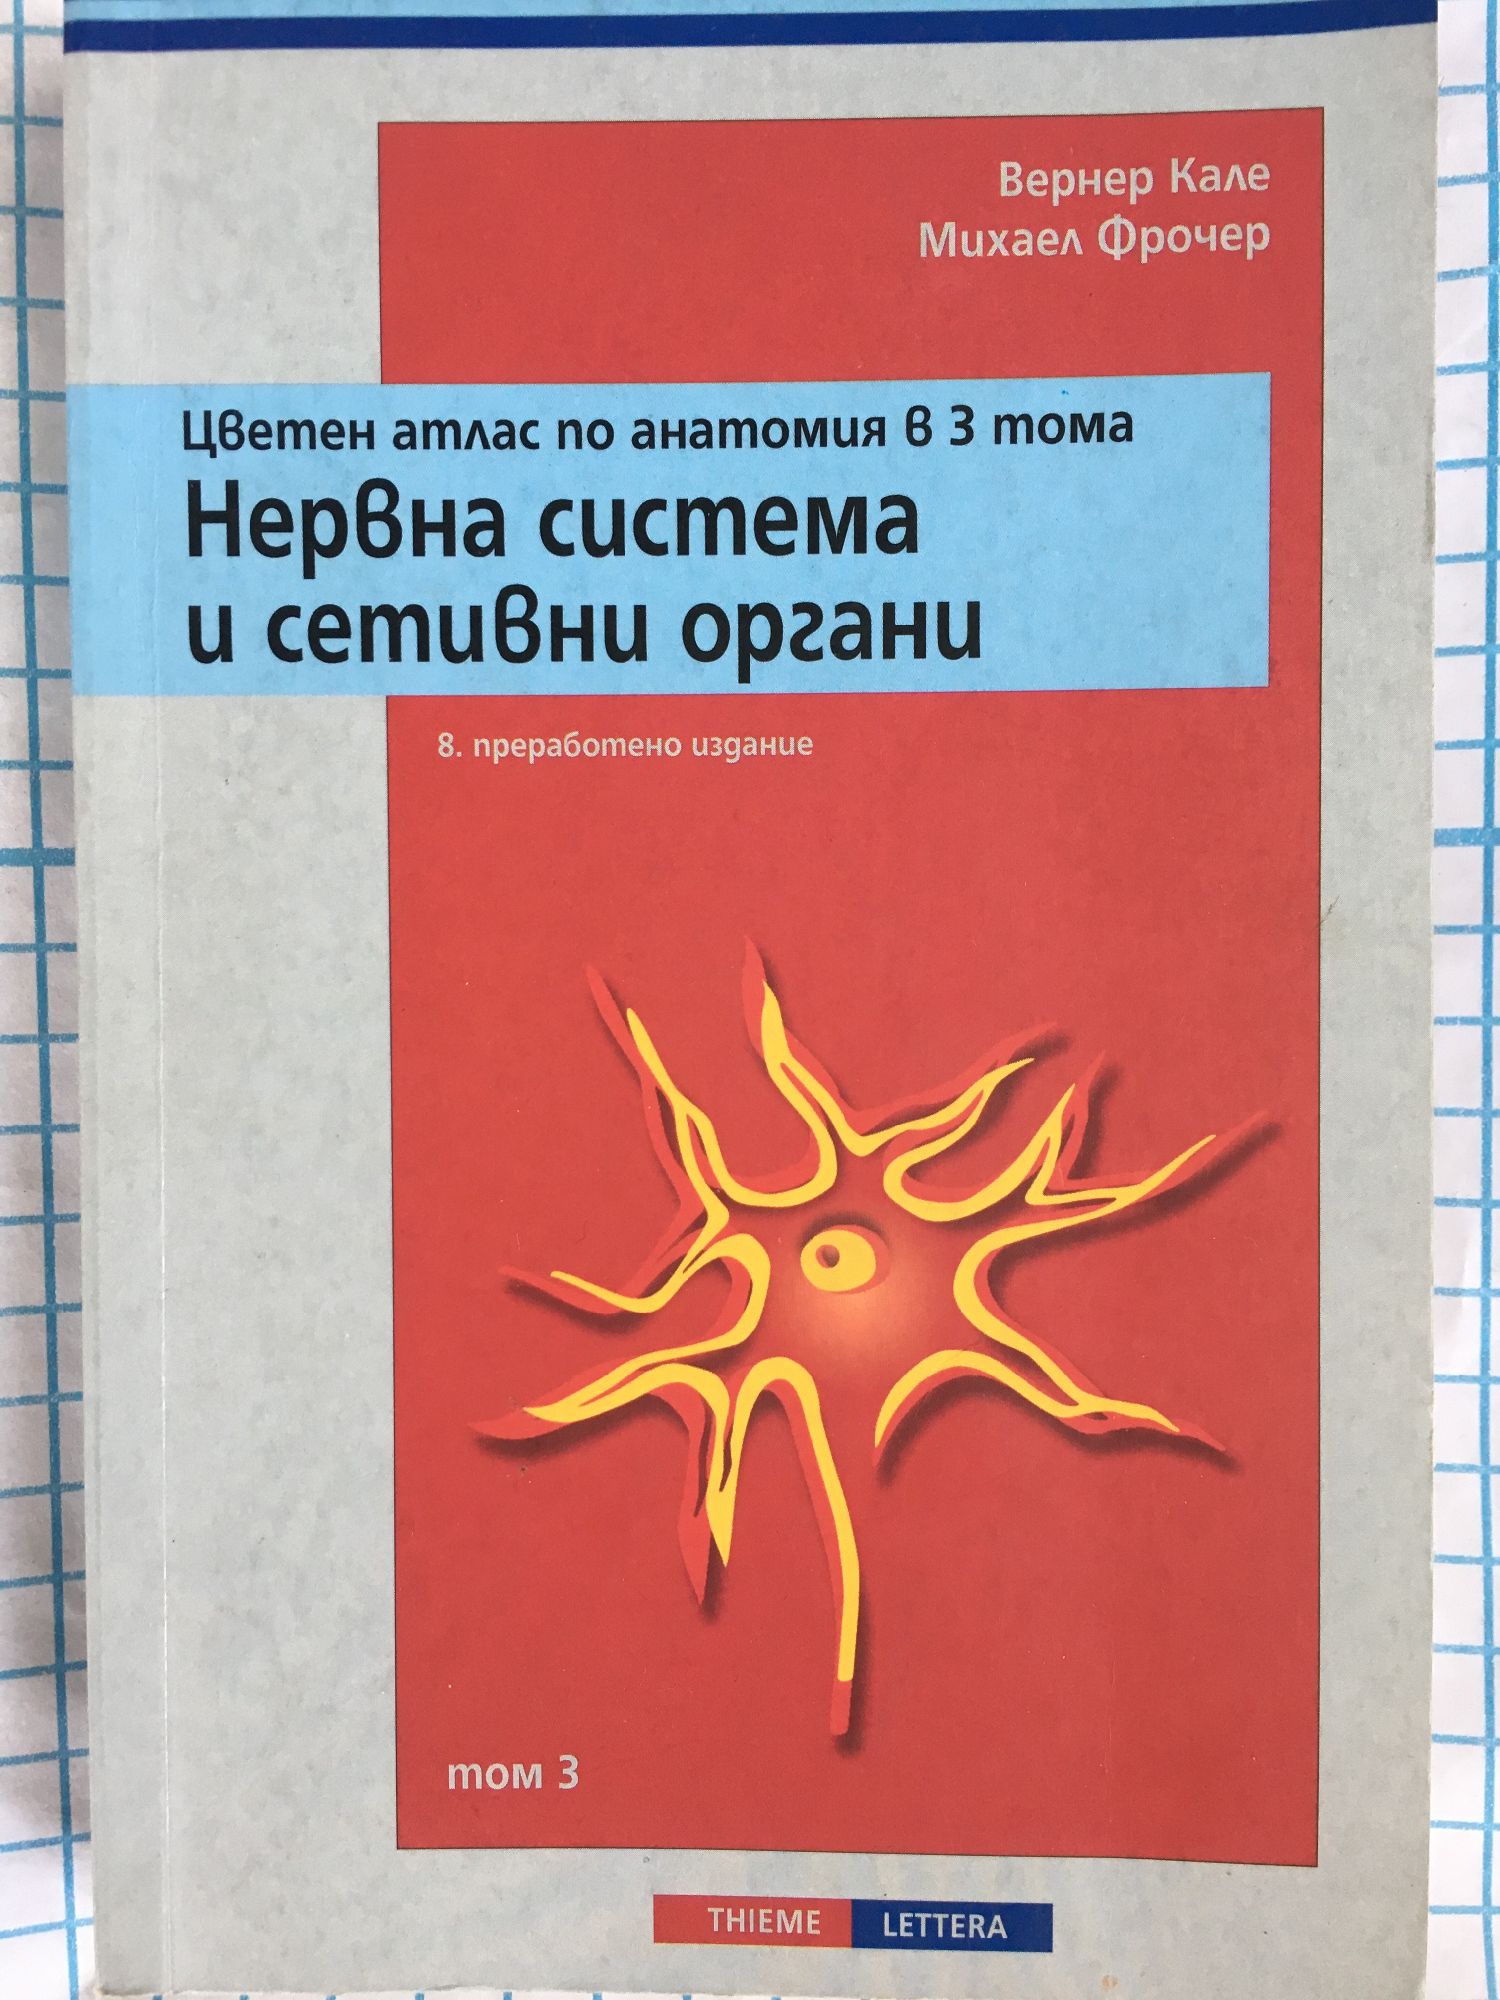 Вернер Кале
Михаел Фрочер
Цветен атлас по анатомия в 3 тома
Нервна система
и сетивни органи
8. преработено издание
том 3
THIEME LETTERA